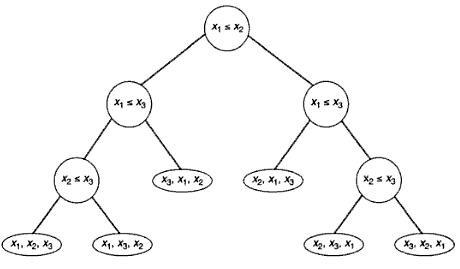 x₁ ≤ x₂
x₁ ≤ x₃
x₁ ≤ x₃
x₂ ≤ x₃
x₃, x₁, x₂
x₂, x₁, x₃
x₂ ≤ x₃
x₁, x₂, x₃
x₁, x₃, x₂
x₂, x₃, x₁
x₃, x₂, x₁